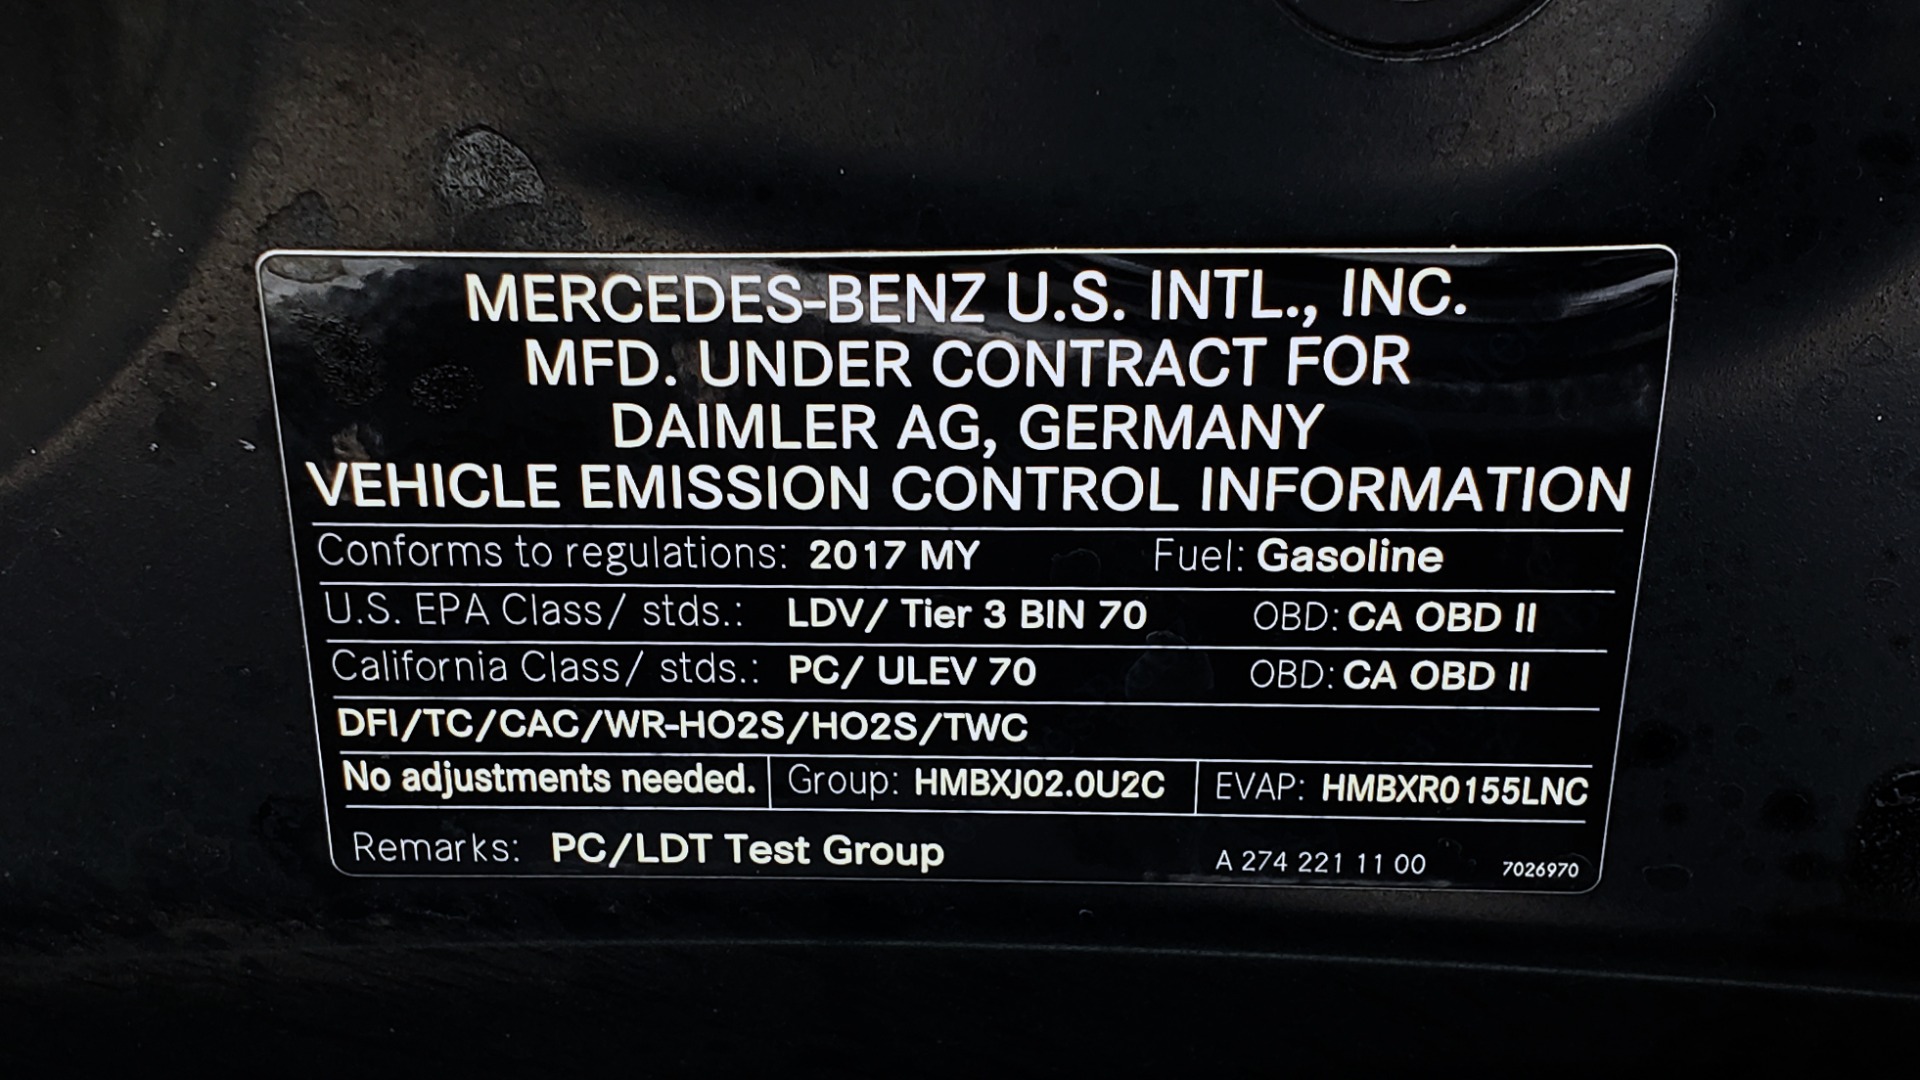 MERCEDES-BENZ U.S. INTL., INC.
MFD. UNDER CONTRACT FOR
DAIMLER AG, GERMANY
VEHICLE EMISSION CONTROL INFORMATION
Conforms to regulations: 2017 MY Fuel: Gasoline
U.S. EPA Class/ stds.: LDV/ Tier 3 BIN 70 OBD: CA OBD II
California Class/ stds.: PC/ ULEV 70 OBD: CA OBD II
DFI/TC/CAC/WR-HO2S/HO2S/TWC
No adjustments needed. Group: HMBXJ02.0U2C EVAP: HMBXR0155LNC
Remarks: PC/LDT Test Group A 274 221 11 00 7026970